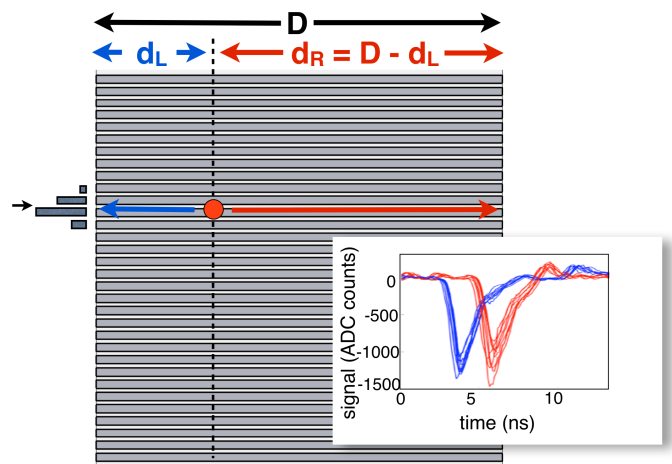 D
dL
dR = D - dL
signal (ADC counts)
0
-500
-1000
-1500
0 5 10
time (ns)